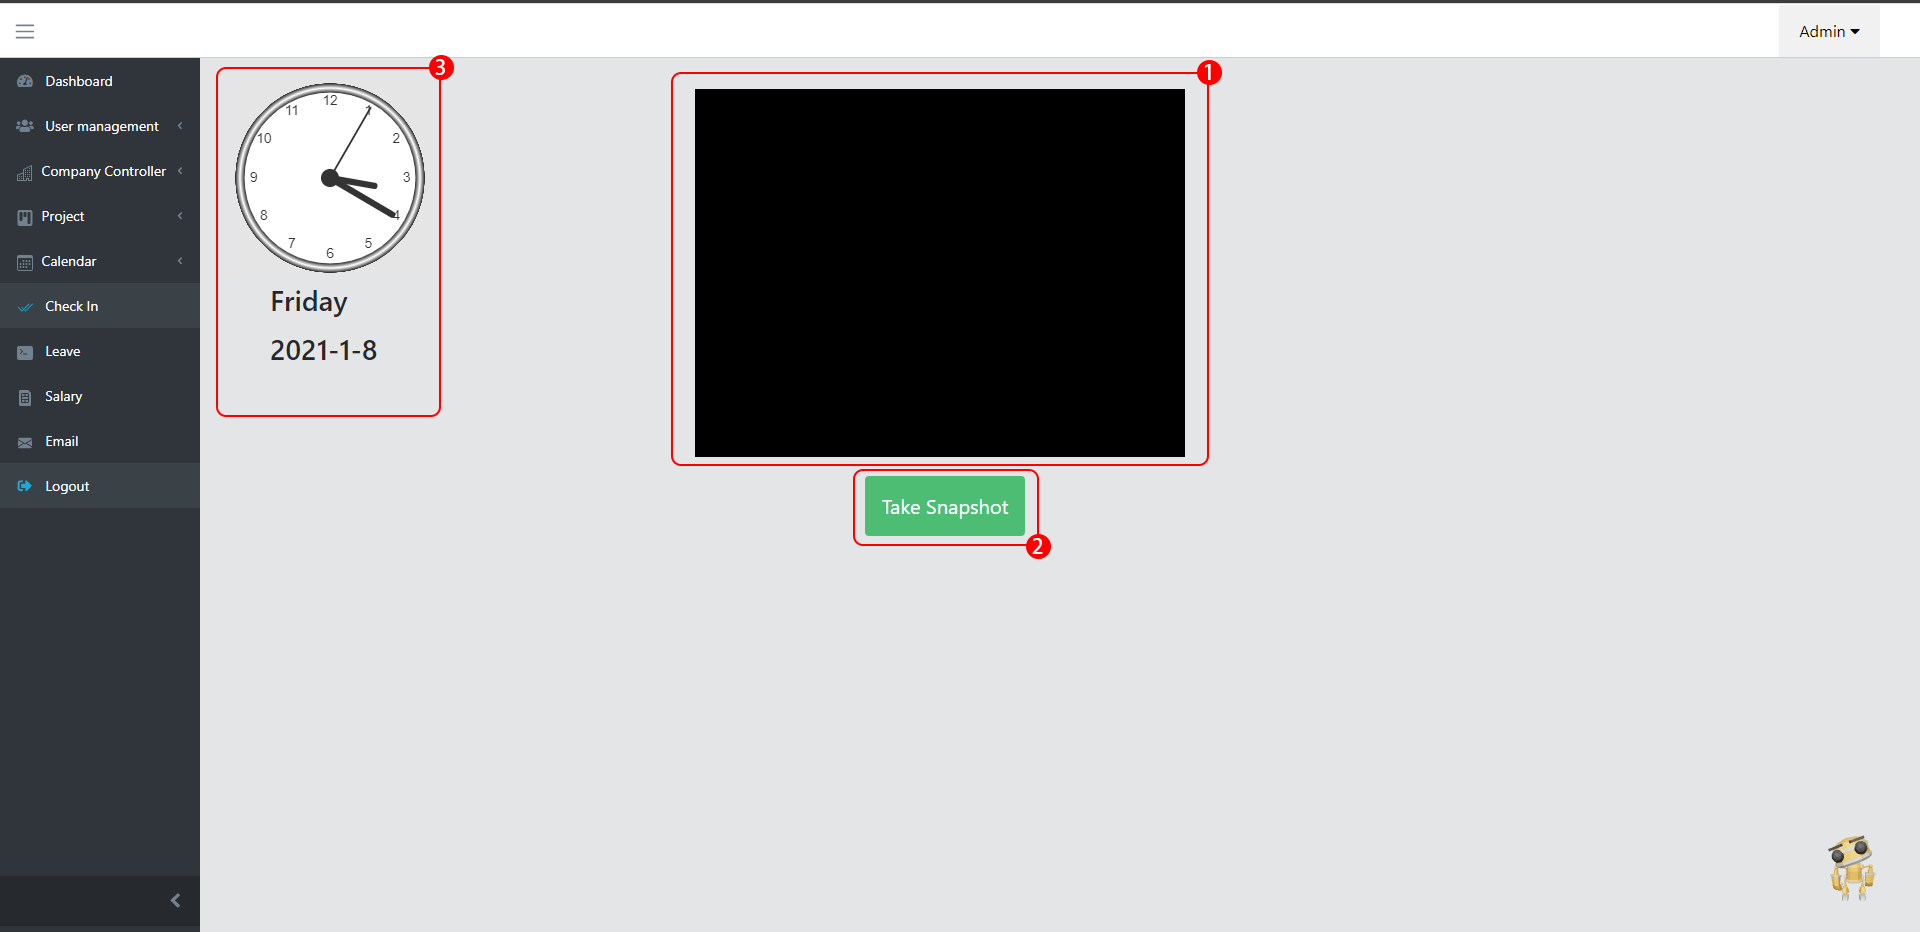 Admin
Dashboard
User management
Company Controller
Project
Calendar
Check In
Leave
Salary
Email
Logout
3
12
11
1
10
2
9
3
8
4
7
5
6
Friday
2021-1-8
1
Take Snapshot
2